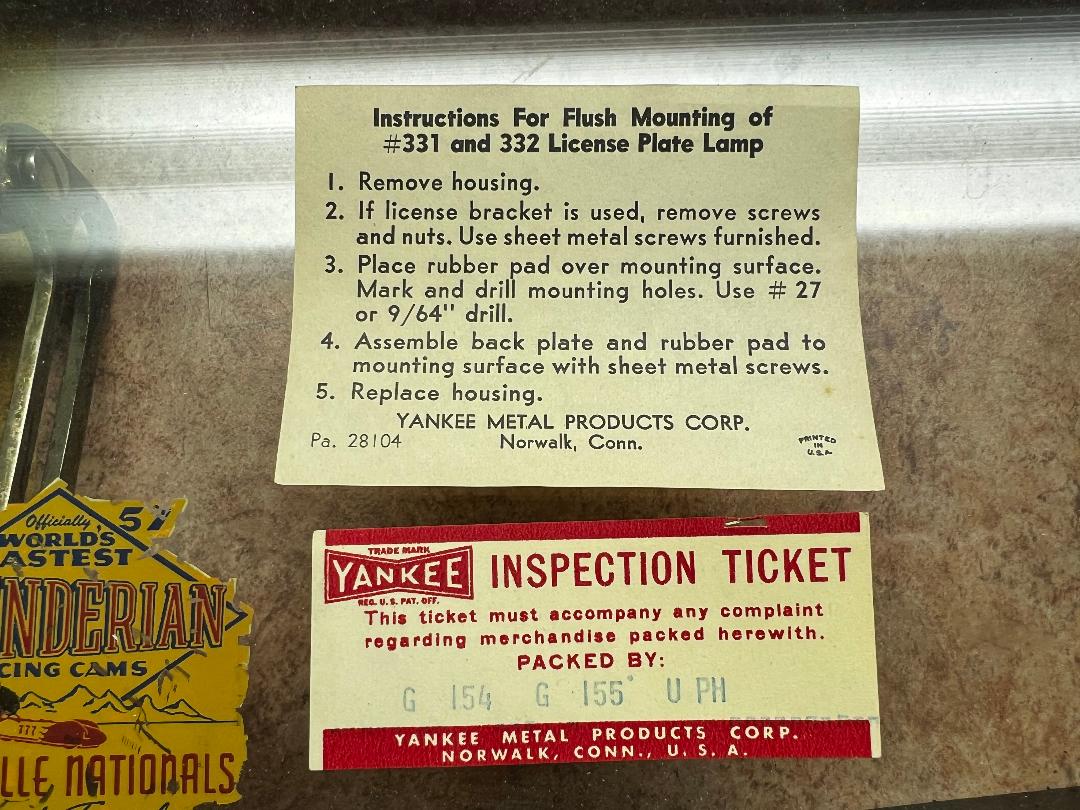 Instructions For Flush Mounting of
#331 and 332 License Plate Lamp
1. Remove housing.
2. If license bracket is used, remove screws
and nuts. Use sheet metal screws furnished.
3. Place rubber pad over mounting surface.
Mark and drill mounting holes. Use # 27
or 9/64" drill.
4. Assemble back plate and rubber pad to
mounting surface with sheet metal screws.
5. Replace housing.
YANKEE METAL PRODUCTS CORP.
Pa. 28104 Norwalk, Conn.
PRINTED
IN
U.S.A
TRADE MARK
YANKEE
REG. U.S. PAT. OFF.
INSPECTION TICKET
This ticket must accompany any complaint
regarding merchandise packed herewith.
PACKED BY:
G 154 G 155 U PH
YANKEE METAL PRODUCTS CORP.
NORWALK, CONN., U. S. A.
Officially 57
WORLD'S
ASTEST
NDERIAN
CING CAMS
777
LLE NATIONALS